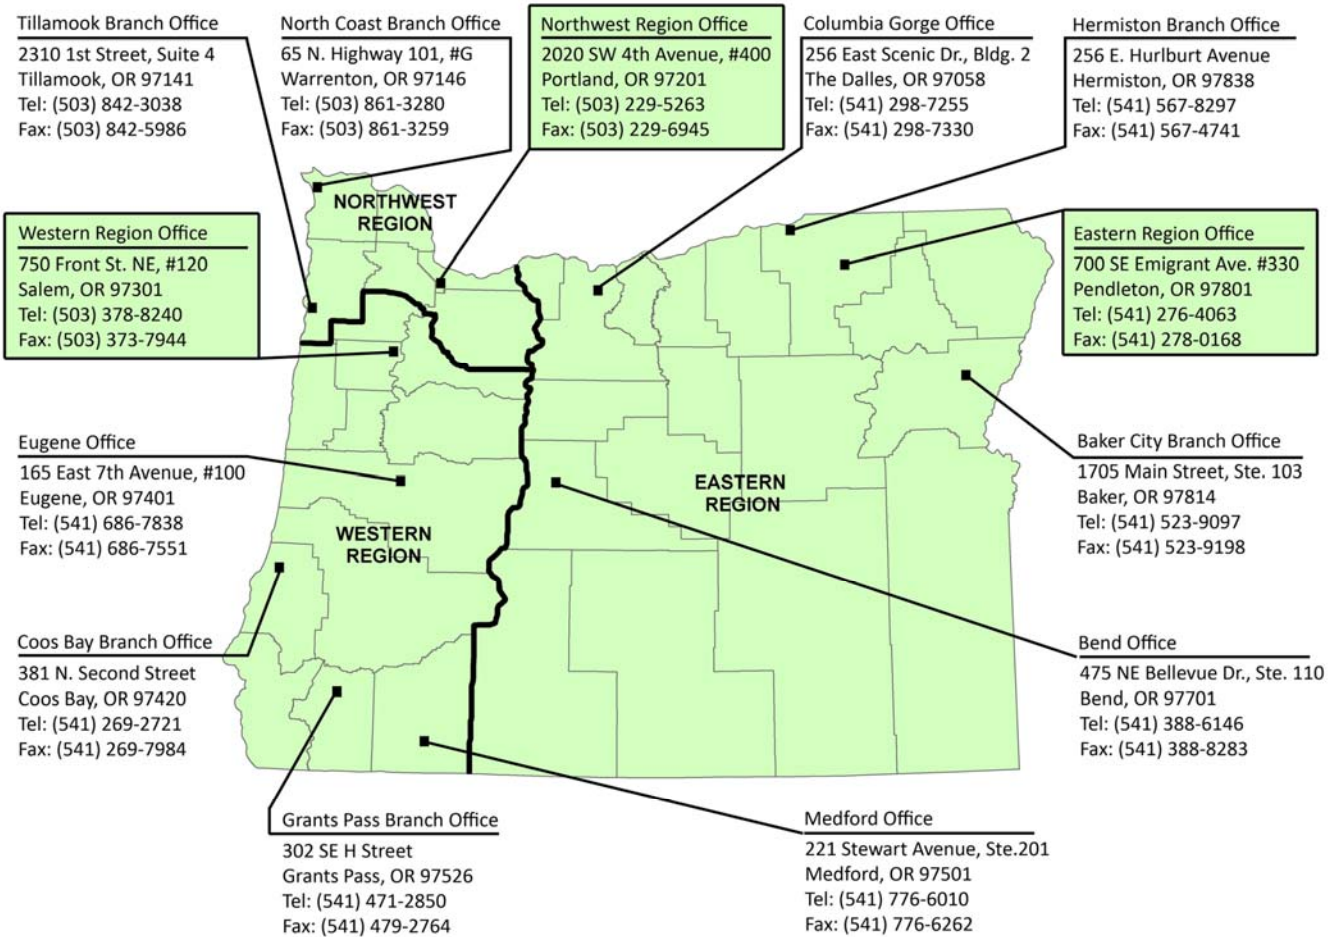 Tillamook Branch Office
2310 1st Street, Suite 4
Tillamook, OR 97141
Tel: (503) 842-3038
Fax: (503) 842-5986
North Coast Branch Office
65 N. Highway 101, #G
Warrenton, OR 97146
Tel: (503) 861-3280
Fax: (503) 861-3259
Northwest Region Office
2020 SW 4th Avenue, #400
Portland, OR 97201
Tel: (503) 229-5263
Fax: (503) 229-6945
Columbia Gorge Office
256 East Scenic Dr., Bldg. 2
The Dalles, OR 97058
Tel: (541) 298-7255
Fax: (541) 298-7330
Hermiston Branch Office
256 E. Hurlburt Avenue
Hermiston, OR 97838
Tel: (541) 567-8297
Fax: (541) 567-4741
NORTHWEST
REGION
Western Region Office
750 Front St. NE, #120
Salem, OR 97301
Tel: (503) 378-8240
Fax: (503) 373-7944
Eastern Region Office
700 SE Emigrant Ave. #330
Pendleton, OR 97801
Tel: (541) 276-4063
Fax: (541) 278-0168
Eugene Office
165 East 7th Avenue, #100
Eugene, OR 97401
Tel: (541) 686-7838
Fax: (541) 686-7551
WESTERN
REGION
EASTERN
REGION
Baker City Branch Office
1705 Main Street, Ste. 103
Baker, OR 97814
Tel: (541) 523-9097
Fax: (541) 523-9198
Coos Bay Branch Office
381 N. Second Street
Coos Bay, OR 97420
Tel: (541) 269-2721
Fax: (541) 269-7984
Bend Office
475 NE Bellevue Dr., Ste. 110
Bend, OR 97701
Tel: (541) 388-6146
Fax: (541) 388-8283
Grants Pass Branch Office
302 SE H Street
Grants Pass, OR 97526
Tel: (541) 471-2850
Fax: (541) 479-2764
Medford Office
221 Stewart Avenue, Ste.201
Medford, OR 97501
Tel: (541) 776-6010
Fax: (541) 776-6262